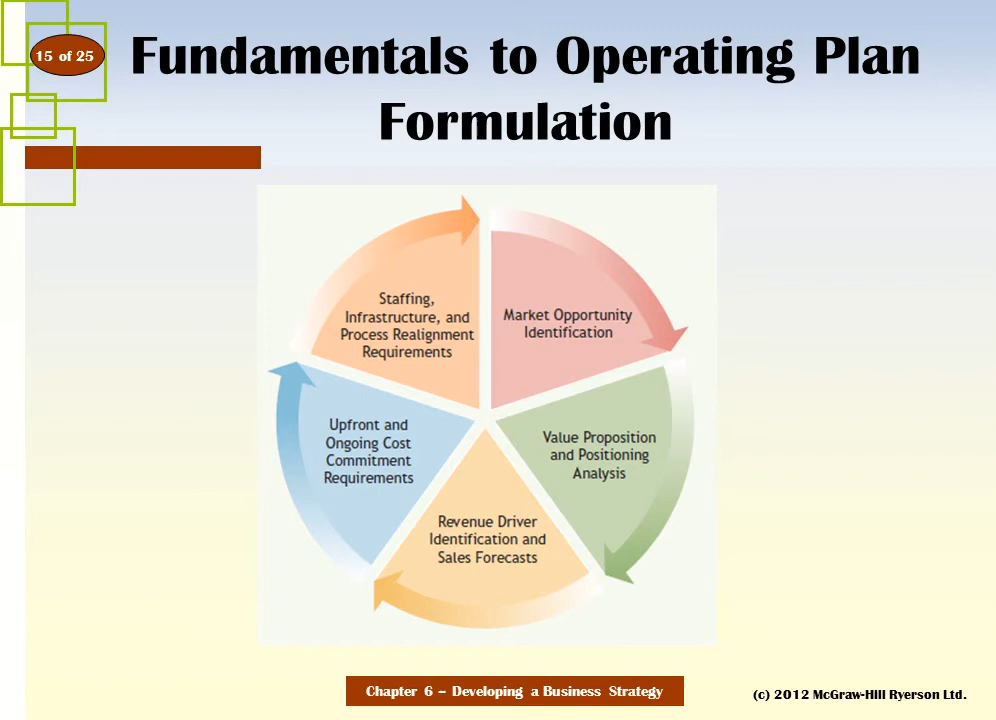 15 of 25
Fundamentals to Operating Plan
Formulation
Staffing,
Infrastructure, and
Process Realignment
Requirements
Market Opportunity
Identification
Upfront and
Ongoing Cost
Commitment
Requirements
Value Proposition
and Positioning
Analysis
Revenue Driver
Identification and
Sales Forecasts
Chapter 6 – Developing a Business Strategy
(c) 2012 McGraw-Hill Ryerson Ltd.